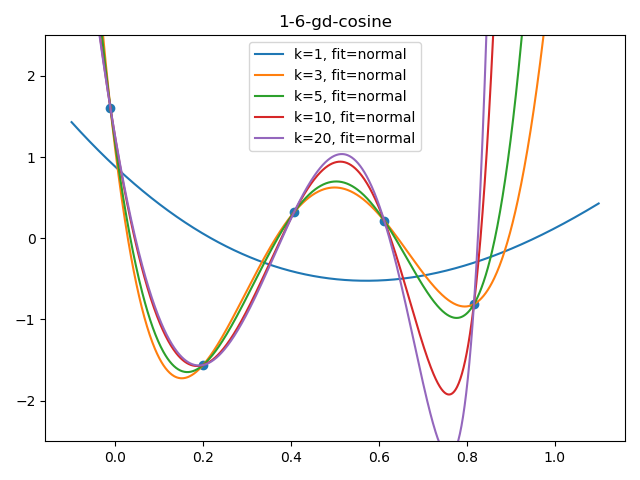 1-6-gd-cosine
k=1, fit=normal
k=3, fit=normal
k=5, fit=normal
k=10, fit=normal
k=20, fit=normal
2
1
0
−1
−2
0.0 0.2 0.4 0.6 0.8 1.0